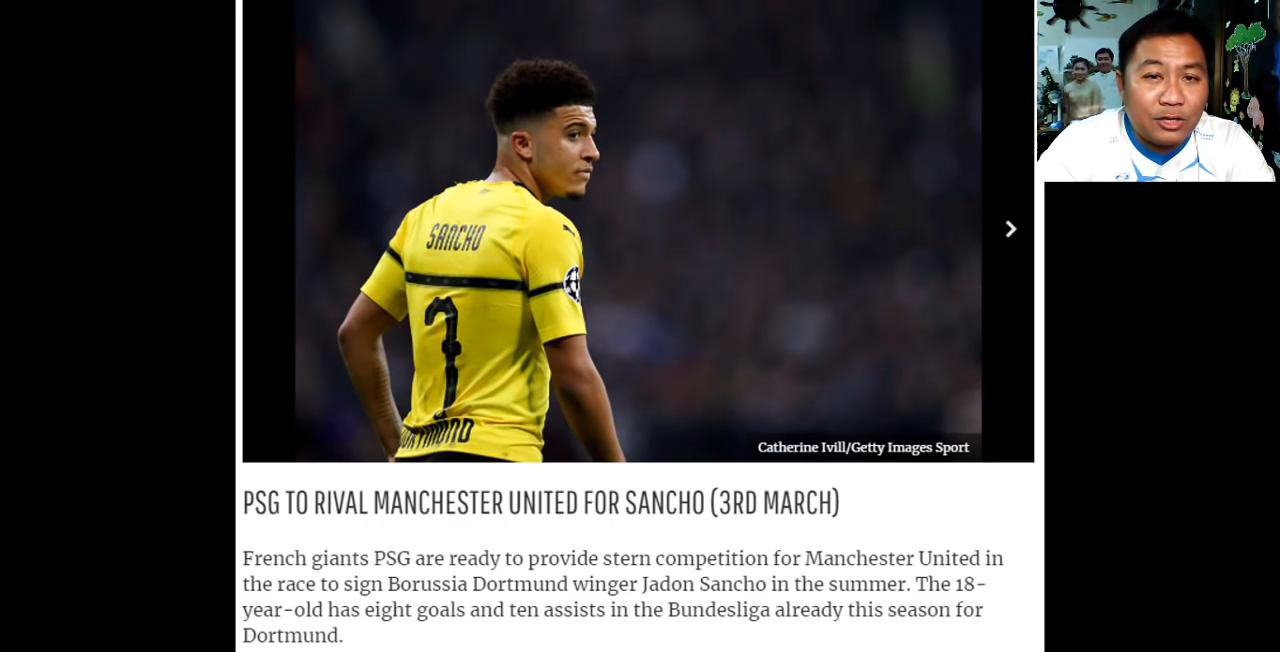 SANCHO
7
DORTMUND
Catherine Ivill/Getty Images Sport
PSG TO RIVAL MANCHESTER UNITED FOR SANCHO (3RD MARCH)
French giants PSG are ready to provide stern competition for Manchester United in
the race to sign Borussia Dortmund winger Jadon Sancho in the summer. The 18-
year-old has eight goals and ten assists in the Bundesliga already this season for
Dortmund.